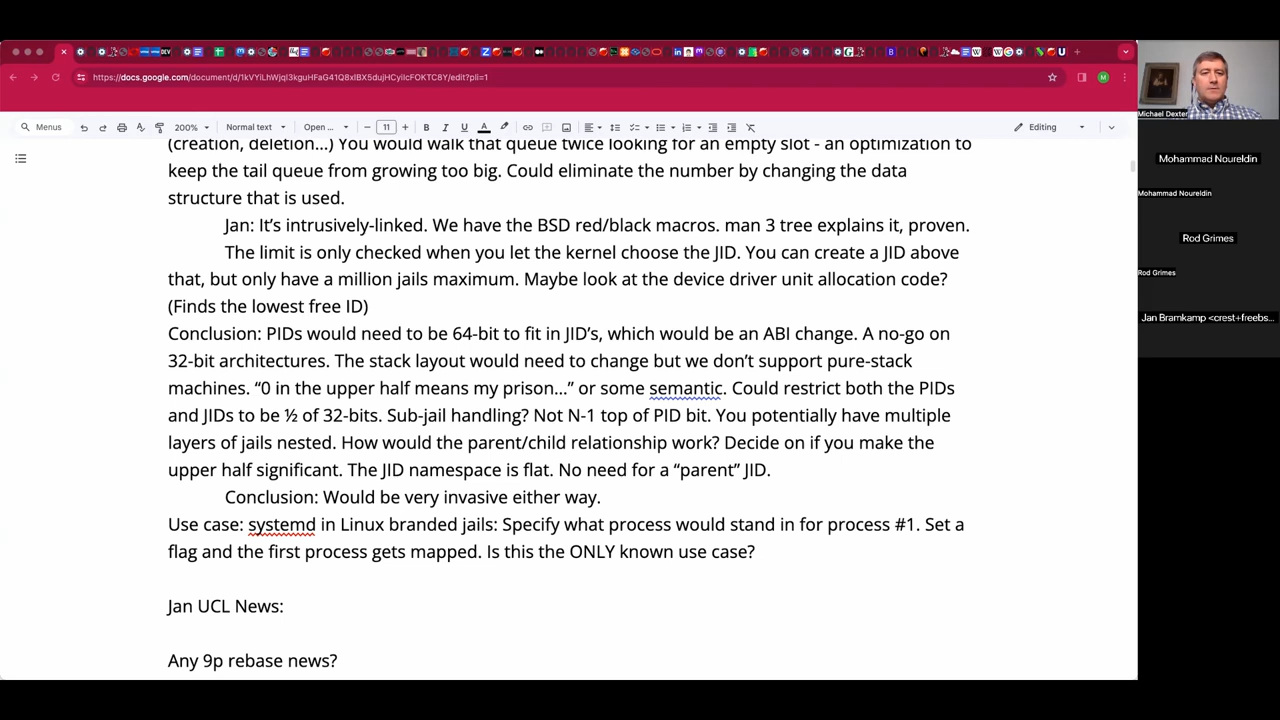 https://docs.google.com/document/d/1kVYiLhWjql3kguHFaG41Q8xlBX5dujHCyiIcFOKTC8Y/edit?pli=1
Menus
200%
Normal text
Open ...
11
Editing
(creation, deletion...) You would walk that queue twice looking for an empty slot - an optimization to
keep the tail queue from growing too big. Could eliminate the number by changing the data
structure that is used.
Jan: It’s intrusively-linked. We have the BSD red/black macros. man 3 tree explains it, proven.
The limit is only checked when you let the kernel choose the JID. You can create a JID above
that, but only have a million jails maximum. Maybe look at the device driver unit allocation code?
(Finds the lowest free ID)
Conclusion: PIDs would need to be 64-bit to fit in JID’s, which would be an ABI change. A no-go on
32-bit architectures. The stack layout would need to change but we don’t support pure-stack
machines. “0 in the upper half means my prison...” or some semantic. Could restrict both the PIDs
and JIDs to be ½ of 32-bits. Sub-jail handling? Not N-1 top of PID bit. You potentially have multiple
layers of jails nested. How would the parent/child relationship work? Decide on if you make the
upper half significant. The JID namespace is flat. No need for a “parent” JID.
Conclusion: Would be very invasive either way.
Use case: systemd in Linux branded jails: Specify what process would stand in for process #1. Set a
flag and the first process gets mapped. Is this the ONLY known use case?
Jan UCL News:
Any 9p rebase news?
Michael Dexter
Mohammad Noureldin
Mohammad Noureldin
Rod Grimes
Rod Grimes
Jan Bramkamp <crest+freebs...